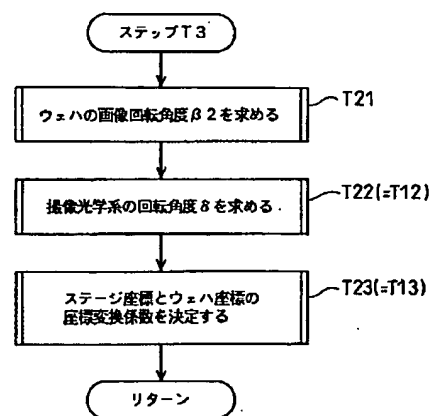 ステップT3
ウェハの画像回転角度β2を求める
T21
撮像光学系の回転角度δを求める.
T22(=T12)
ステージ座標とウェハ座標の
座標変換係数を決定する
T23(=T13)
リターン